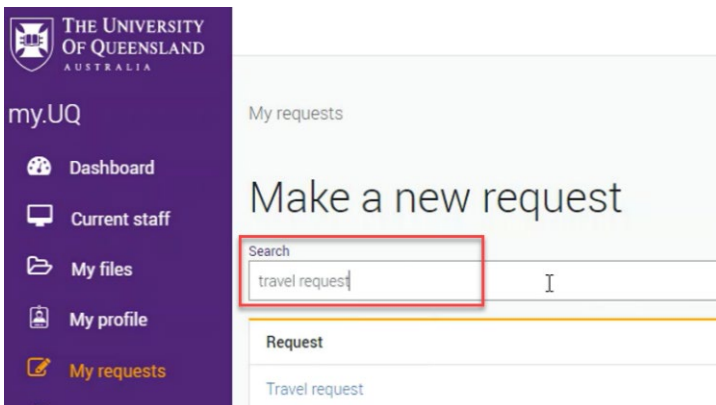 THE UNIVERSITY
OF QUEENSLAND
AUSTRALIA
my.UQ
Dashboard
Current staff
My files
My profile
My requests
My requests
Make a new request
Search
travel request
Request
Travel request